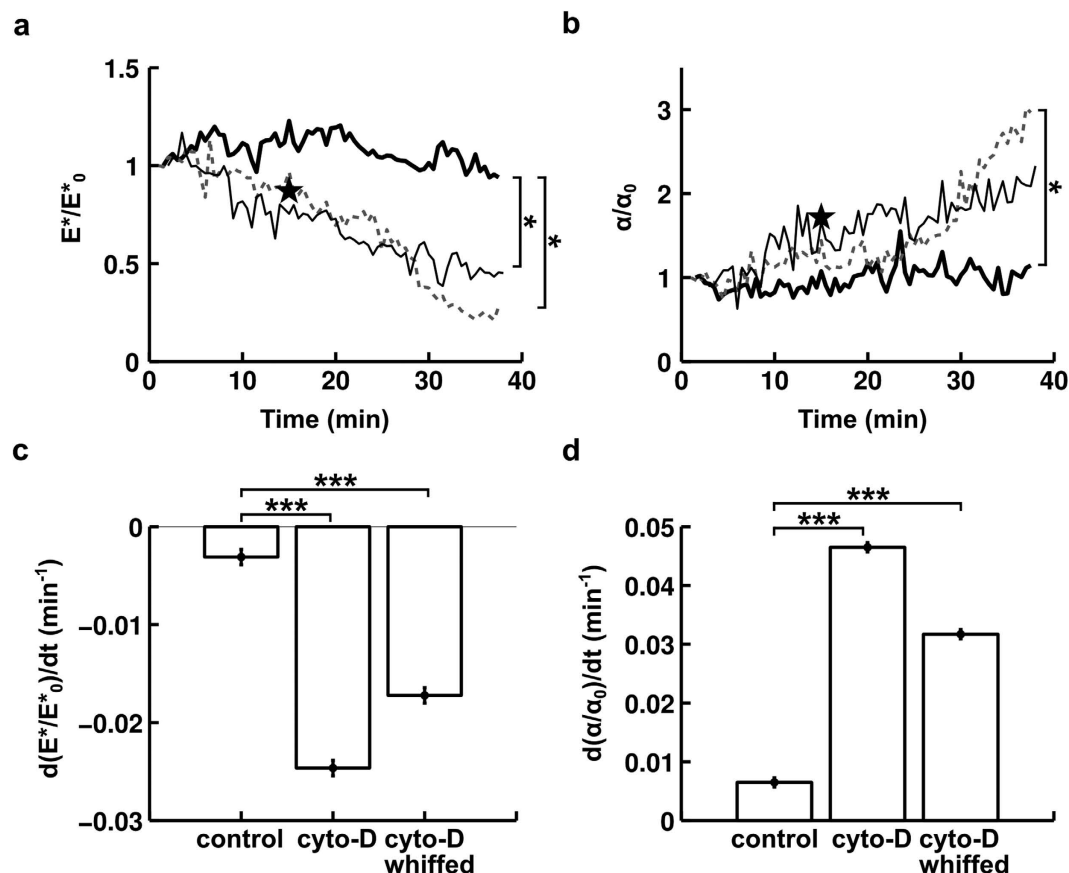 a
b
1.5
1
0.5
0
E*/E*0
*
*
0
10
20
30
40
Time (min)
3
2
1
0
α/α0
*
0
10
20
30
40
Time (min)
c
d
***
***
0
−0.01
−0.02
−0.03
d(E*/E*0)/dt (min-1)
control
cyto-D
cyto-D
whiffed
***
***
0.05
0.04
0.03
0.02
0.01
0
d(α/α0)/dt (min-1)
control
cyto-D
cyto-D
whiffed